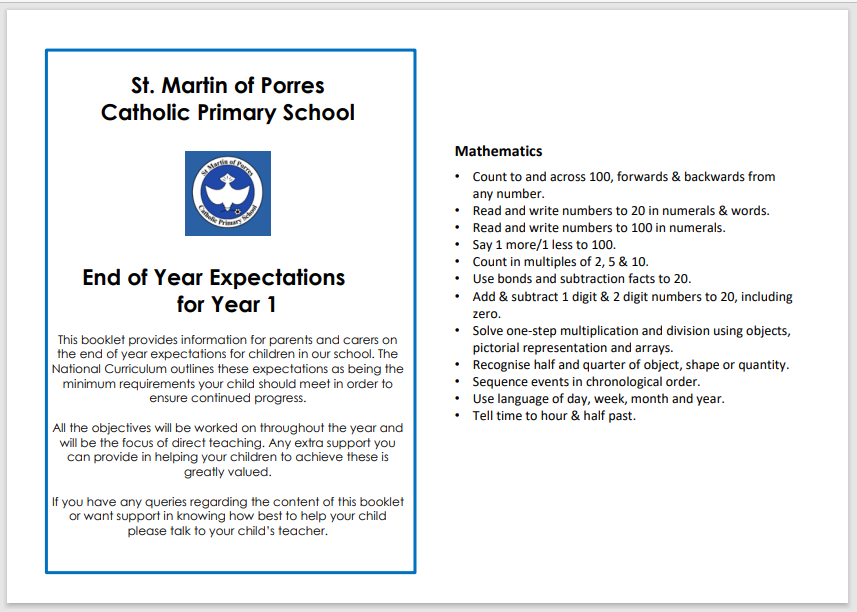 St. Martin of Porres
Catholic Primary School
St Martin of Porres
Catholic Primary School
End of Year Expectations
for Year 1
This booklet provides information for parents and carers on
the end of year expectations for children in our school. The
National Curriculum outlines these expectations as being the
minimum requirements your child should meet in order to
ensure continued progress.
All the objectives will be worked on throughout the year and
will be the focus of direct teaching. Any extra support you
can provide in helping your children to achieve these is
greatly valued.
If you have any queries regarding the content of this booklet
or want support in knowing how best to help your child
please talk to your child's teacher.
Mathematics
• Count to and across 100, forwards & backwards from
any number.
• Read and write numbers to 20 in numerals & words.
• Read and write numbers to 100 in numerals.
• Say 1 more/1 less to 100.
• Count in multiples of 2, 5 & 10.
• Use bonds and subtraction facts to 20.
• Add & subtract 1 digit & 2 digit numbers to 20, including
zero.
• Solve one-step multiplication and division using objects,
pictorial representation and arrays.
• Recognise half and quarter of object, shape or quantity.
• Sequence events in chronological order.
• Use language of day, week, month and year.
• Tell time to hour & half past.